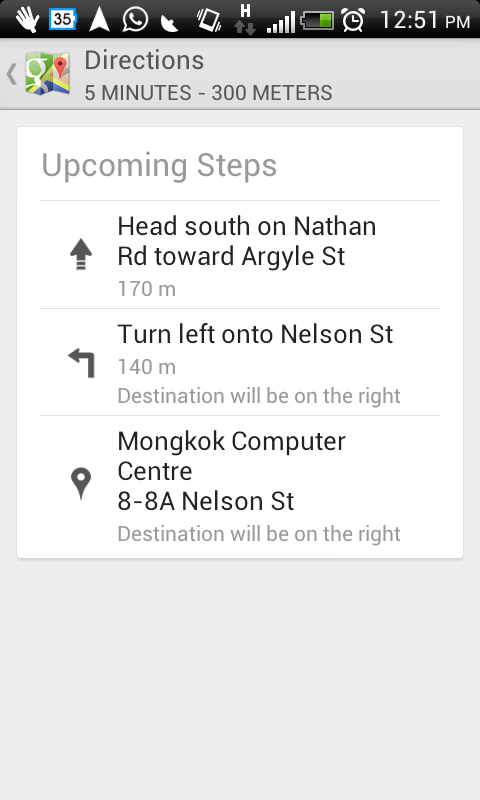 35 H 12:51 PM
Directions
5 MINUTES - 300 METERS
Upcoming Steps
Head south on Nathan
Rd toward Argyle St
170 m
Turn left onto Nelson St
140 m
Destination will be on the right
Mongkok Computer
Centre
8-8A Nelson St
Destination will be on the right